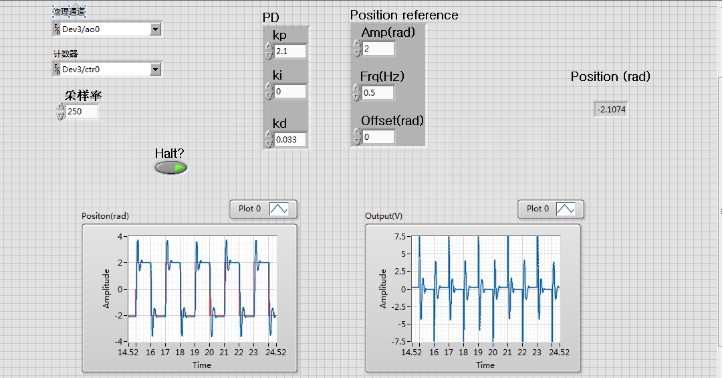 物理通道
Dev3/ao0
计数器
Dev3/ctr0
采样率
250
Halt?
PD
kp
2.1
ki
0
kd
0.033
Position reference
Amp(rad)
2
Frq(Hz)
0.5
Offset(rad)
0
Position (rad)
-2.1074
Positon(rad)
Plot 0
Amplitude
4
2
0
-2
-4
14.52 16 17 18 19 20 21 22 23 24.52
Time
Output(V)
Plot 0
Amplitude
7.5
5
2.5
0
-2.5
-5
-7.5
14.52 16 17 18 19 20 21 22 23 24.52
Time